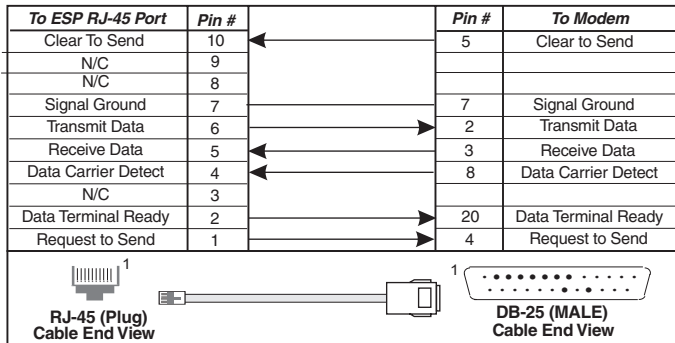 To ESP RJ-45 Port Pin # Pin # To Modem
Clear To Send 10 5 Clear to Send
N/C 9
N/C 8
Signal Ground 7 7 Signal Ground
Transmit Data 6 2 Transmit Data
Receive Data 5 3 Receive Data
Data Carrier Detect 4 8 Data Carrier Detect
N/C 3
Data Terminal Ready 2 20 Data Terminal Ready
Request to Send 1 4 Request to Send
1 1
RJ-45 (Plug)
Cable End View
DB-25 (MALE)
Cable End View